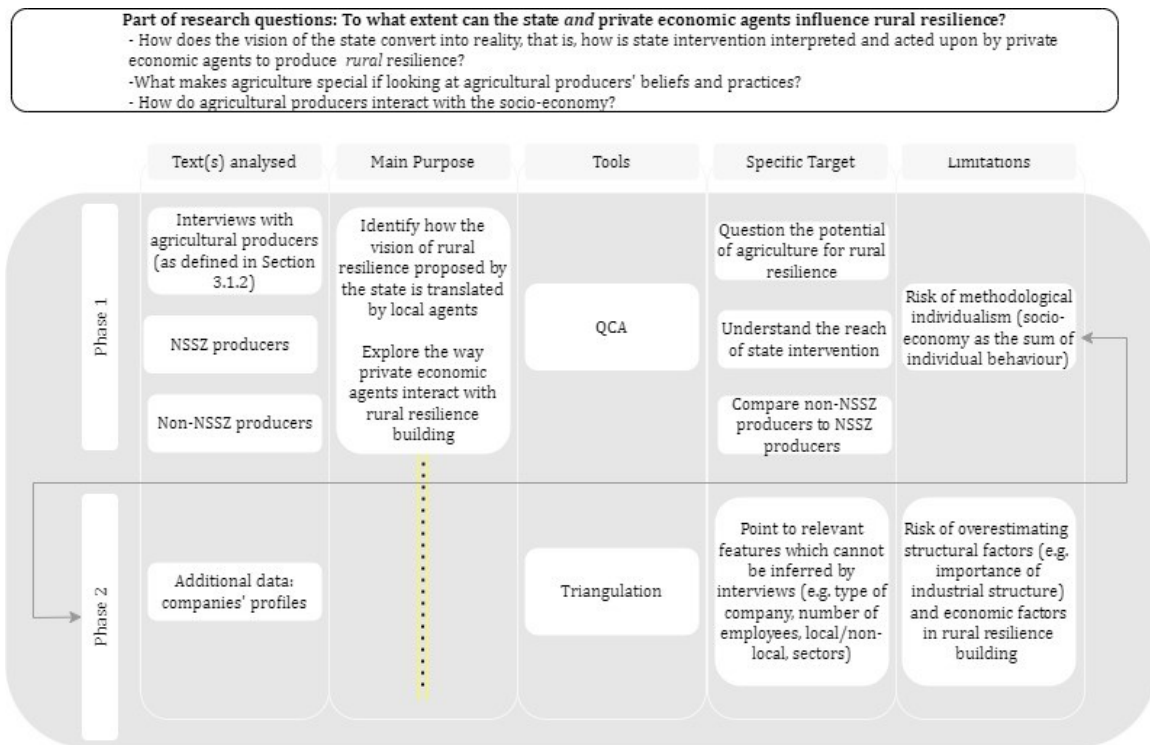 Part of research questions: To what extent can the state and private economic agents influence rural resilience?
- How does the vision of the state convert into reality, that is, how is state intervention interpreted and acted upon by private
economic agents to produce rural resilience?
-What makes agriculture special if looking at agricultural producers' beliefs and practices?
- How do agricultural producers interact with the socio-economy?
Text(s) analysed
Main Purpose
Tools
Specific Target
Limitations
Phase 1
Interviews with
agricultural producers
(as defined in Section
3.1.2)
NSSZ producers
Non-NSSZ producers
Identify how the
vision of rural
resilience proposed by
the state is translated
by local agents
Explore the way
private economic
agents interact with
rural resilience
building
QCA
Question the potential
of agriculture for rural
resilience
Understand the reach
of state intervention
Compare non-NSSZ
producers to NSSZ
producers
Risk of methodological
individualism (socio-
economy as the sum of
individual behaviour)
Phase 2
Additional data:
companies' profiles
Triangulation
Point to relevant
features which cannot
be inferred by
interviews (e.g. type of
company, number of
employees, local/non-
local, sectors)
Risk of overestimating
structural factors (e.g.
importance of
industrial structure)
and economic factors
in rural resilience
building